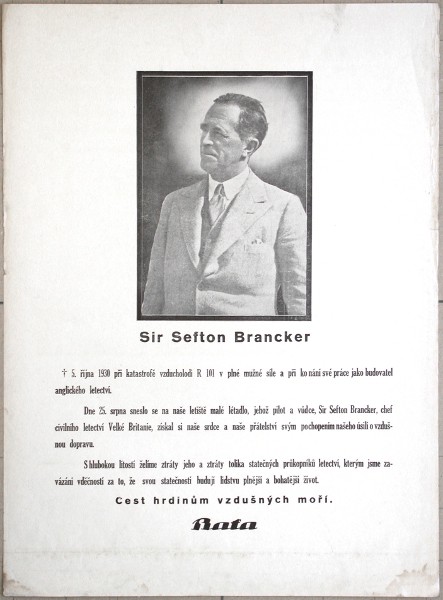 Sir Sefton Brancker
† 5. října 1930 při katastrofě vzducholodi R 101 v plné mužné síle a při ko nání své práce jako budovatel
anglického letectví.
Dne 25. srpna sneslo se na naše letiště malé létadlo, jehož pilot a vůdce, Sir Sefton Brancker, chef
civilního letectví Velké Britanie, získal si naše srdce a naše přátelství svým pochopením našeho úsilí o vzduš-
nou dopravu.
S hlubokou lítostí želíme ztráty jeho a ztráty tolika statečných průkopníků letectví, kterým jsme za-
vázáni vděčností za to, že svou statečností budují lidstvu plnější a bohatější život.
Cest hrdinům vzdušných moří.
Bata